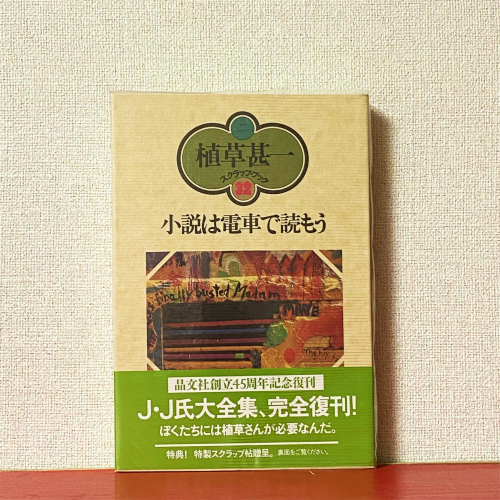 植草甚一
スクラップ・ブック
32
小説は電車で読もう
finally busted Madam
晶文社創立45周年記念復刊
J・J氏大全集、完全復刊!
ぼくたちには植草さんが必要なんだ。
特典! 特製スクラップ帖贈呈。裏面をご覧ください。